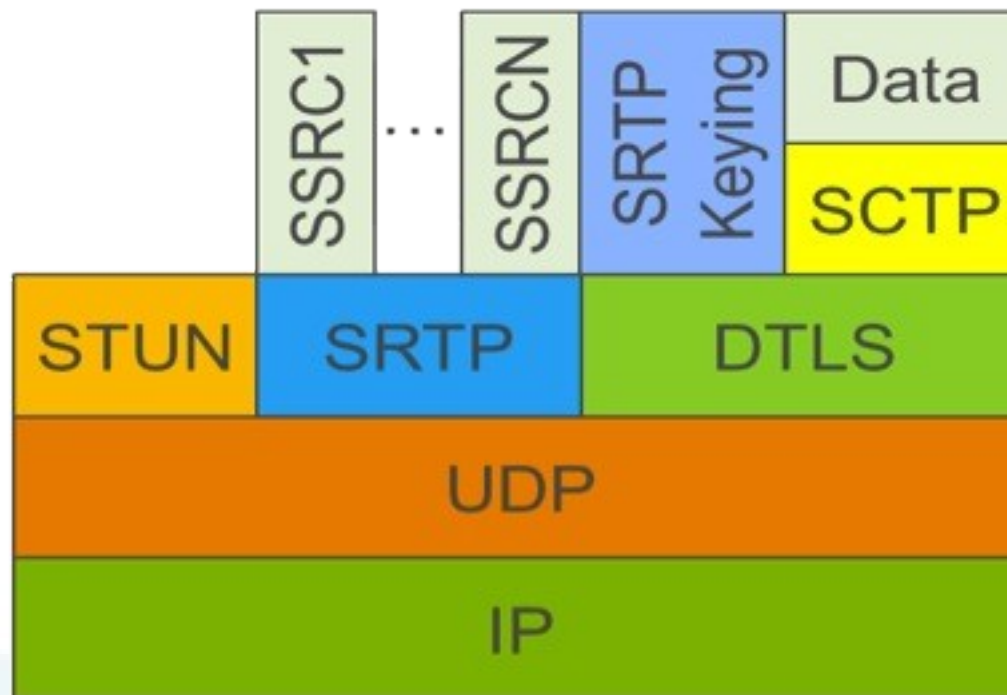 SSRC1
...
SSRCN
SRTP
Keying
Data
SCTP
STUN
SRTP
DTLS
UDP
IP